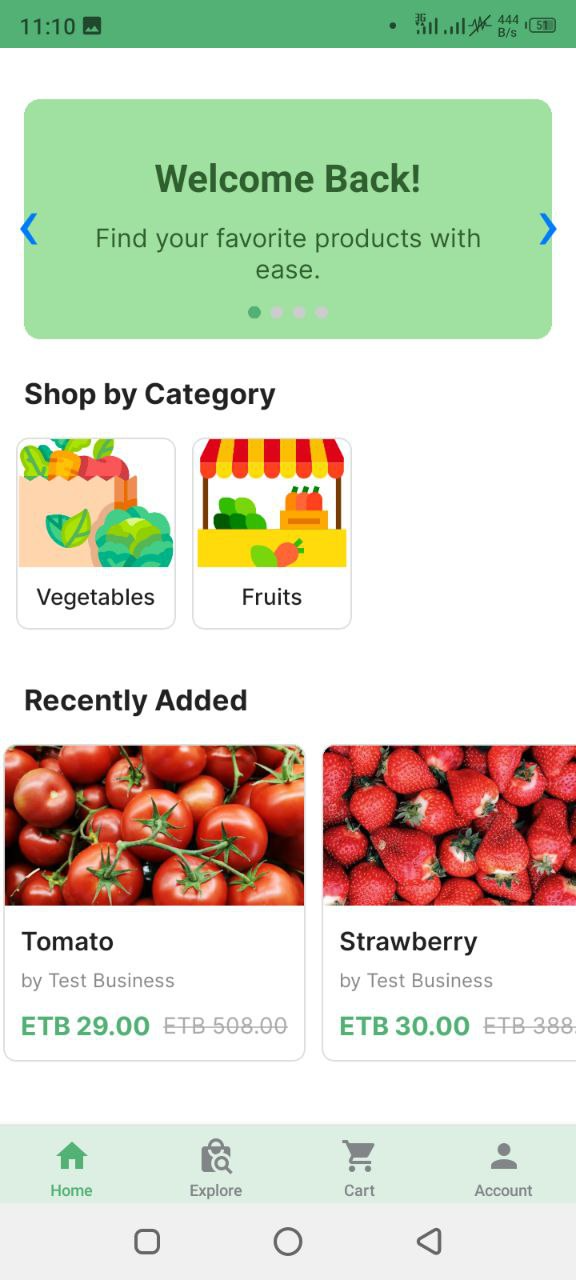 11:10
3G
444
B/s
51
Welcome Back!
Find your favorite products with
ease.
Shop by Category
Vegetables
Fruits
Recently Added
Tomato
by Test Business
ETB 29.00 ETB 508.00
Strawberry
by Test Business
ETB 30.00 ETB 388.
Home
Explore
Cart
Account